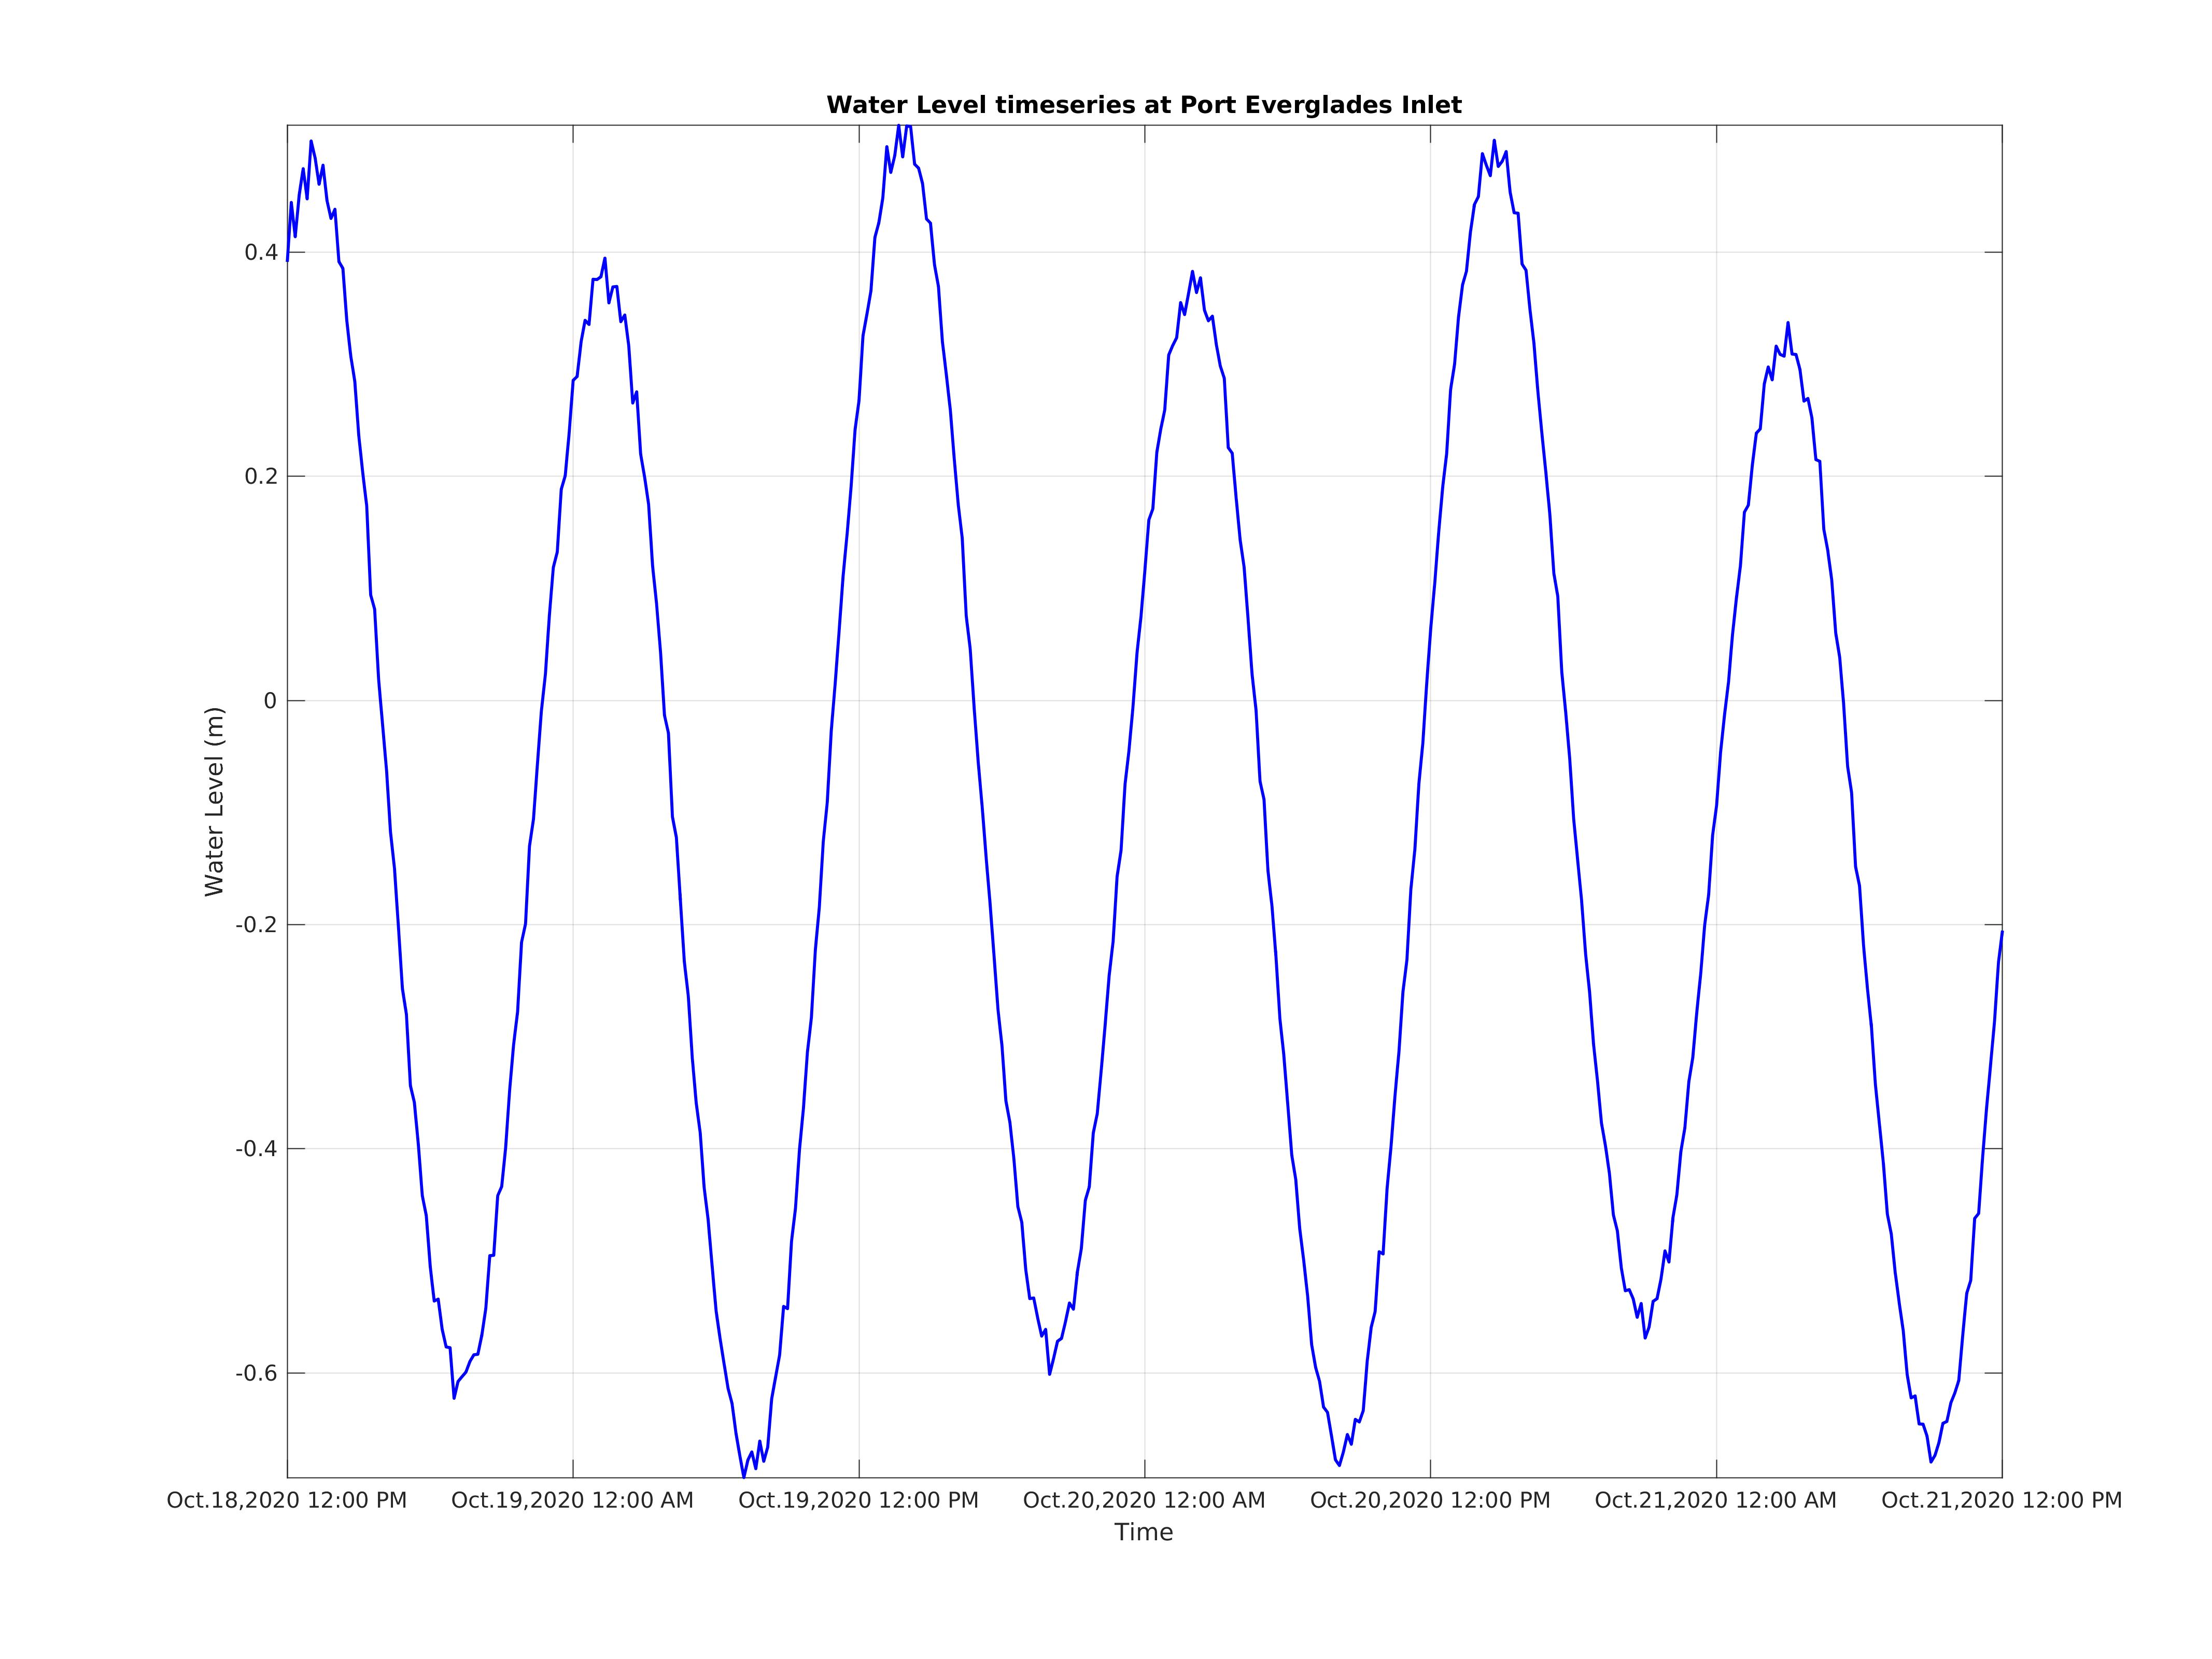 Water Level timeseries at Port Everglades Inlet
0.4
0.2
0
-0.2
-0.4
-0.6
Water Level (m)
Oct.18,2020 12:00 PM Oct.19,2020 12:00 AM Oct.19,2020 12:00 PM Oct.20,2020 12:00 AM Oct.20,2020 12:00 PM Oct.21,2020 12:00 AM Oct.21,2020 12:00 PM
Time